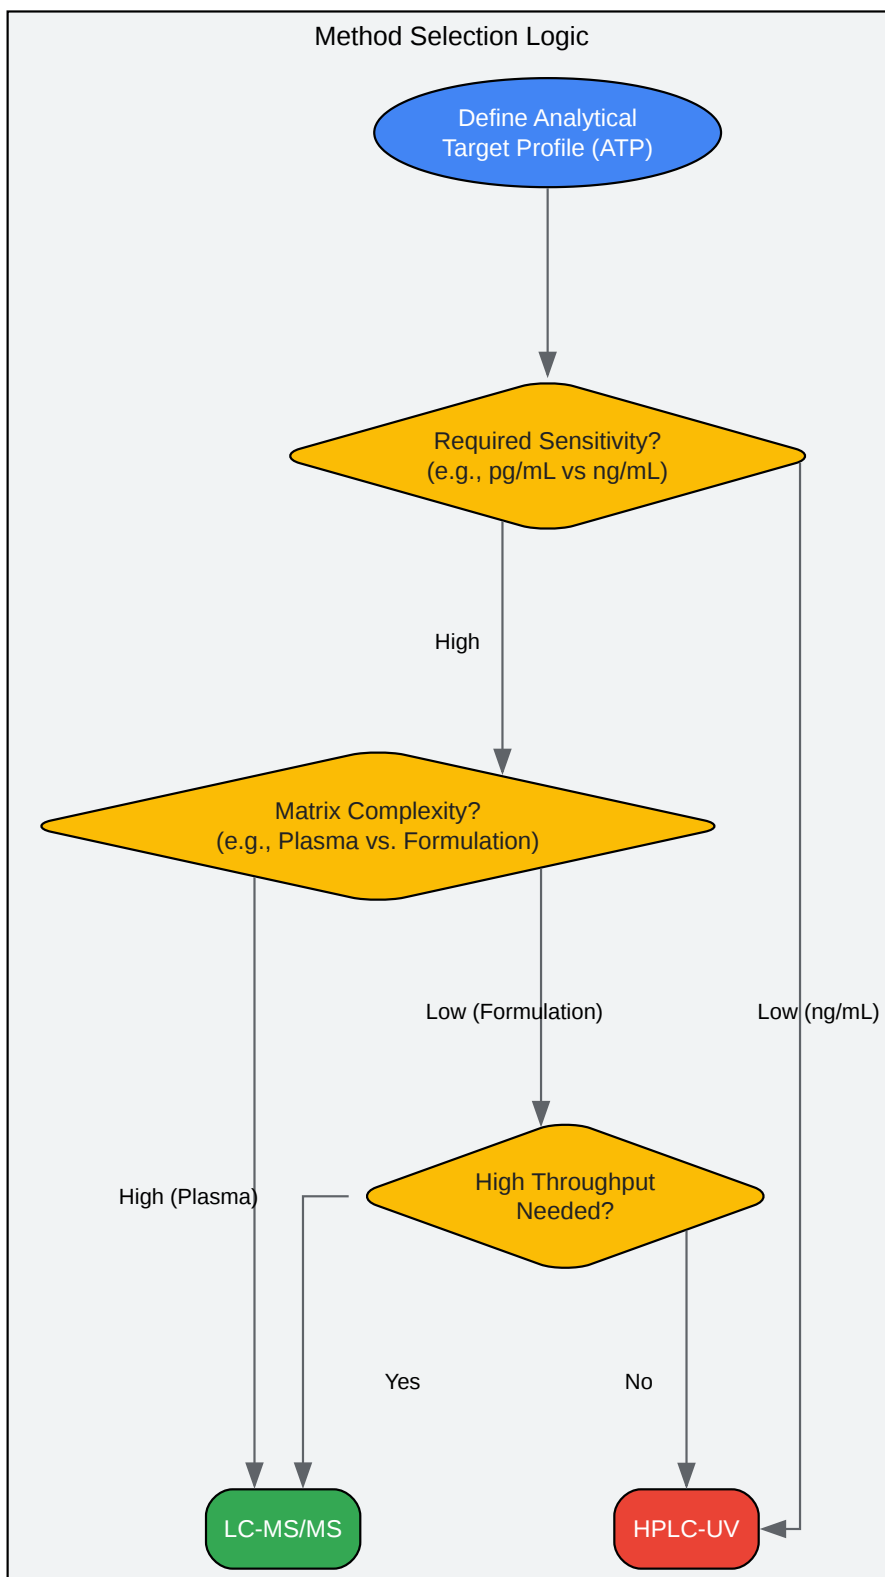 Method Selection Logic
Define Analytical
Target Profile (ATP)
Required Sensitivity?
(e.g., pg/mL vs ng/mL)
High
Matrix Complexity?
(e.g., Plasma vs. Formulation)
Low (Formulation)
Low (ng/mL)
High Throughput
Needed?
High (Plasma)
Yes
No
LC-MS/MS
HPLC-UV